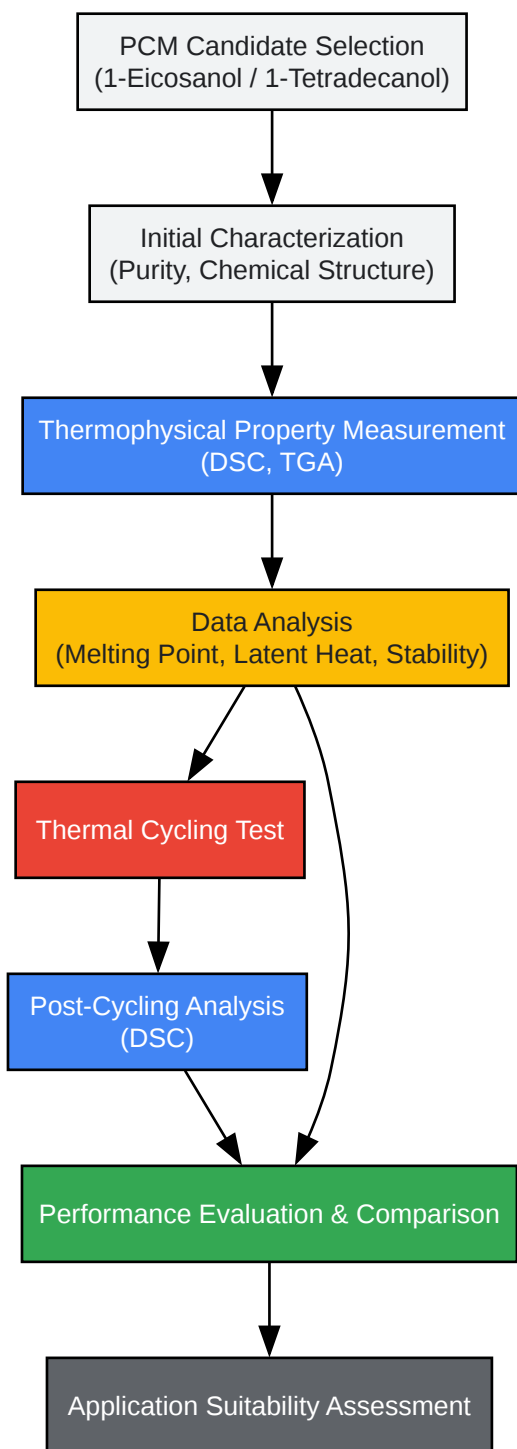 PCM Candidate Selection
(1-Eicosanol / 1-Tetradecanol)
Initial Characterization
(Purity, Chemical Structure)
Thermophysical Property Measurement
(DSC, TGA)
Data Analysis
(Melting Point, Latent Heat, Stability)
Thermal Cycling Test
Post-Cycling Analysis
(DSC)
Performance Evaluation & Comparison
Application Suitability Assessment